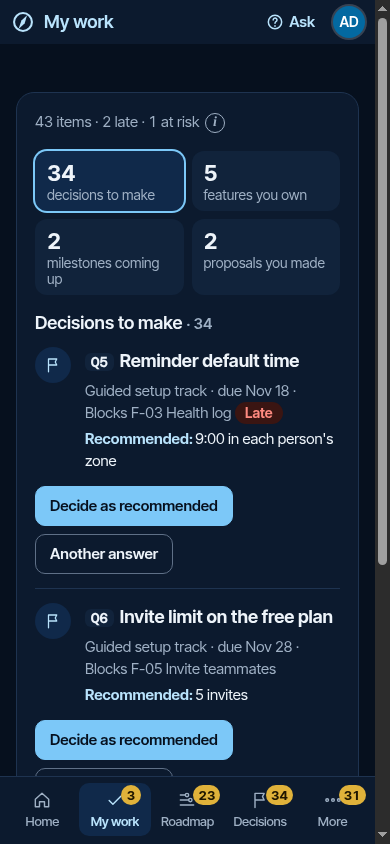 My work
Ask
AD
43 items · 2 late · 1 at risk i
34
decisions to make
5
features you own
2
milestones coming
up
2
proposals you made
Decisions to make · 34
Q5 Reminder default time
Guided setup track · due Nov 18 ·
Blocks F-03 Health log Late
Recommended: 9:00 in each person's
zone
Decide as recommended
Another answer
Q6 Invite limit on the free plan
Guided setup track · due Nov 28 ·
Blocks F-05 Invite teammates
Recommended: 5 invites
Decide as recommended
3
23
34
31
Home
My work
Roadmap
Decisions
More